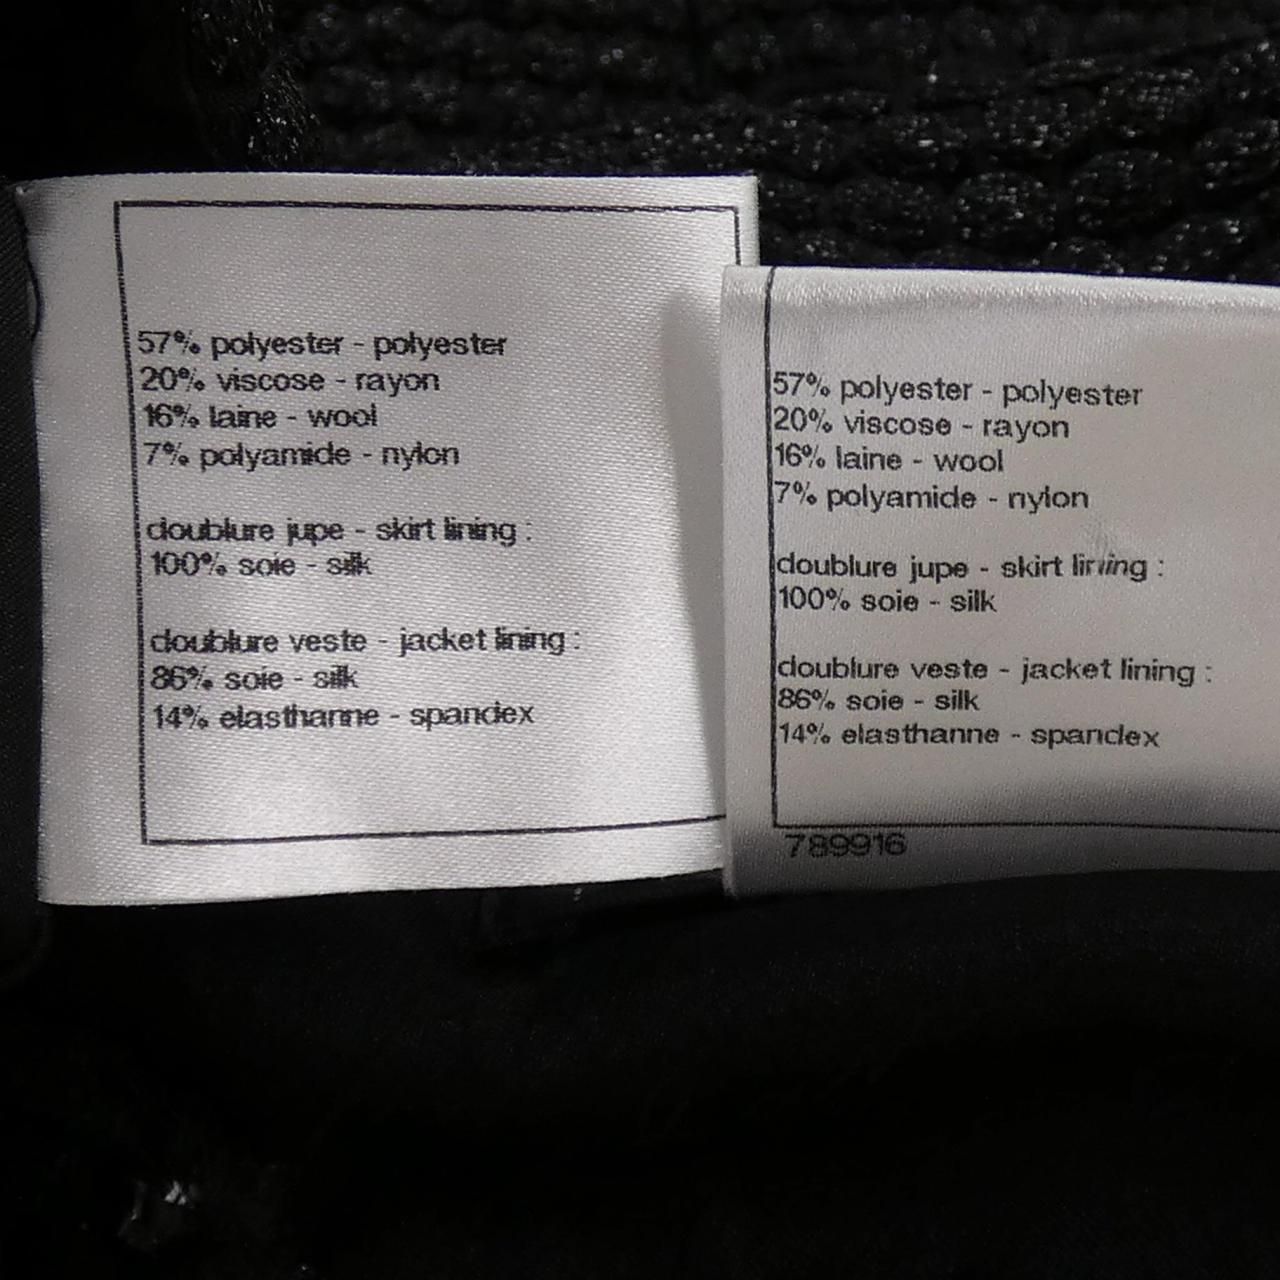 57% polyester - polyester
20% viscose - rayon
16% laine - wool
7% polyamide - nylon
doublure jupe - skirt lining :
100% soie - silk
doublure veste - jacket lining :
86% soie - silk
14% elasthanne - spandex
57% polyester - polyester
20% viscose - rayon
16% laine - wool
7% polyamide - nylon
doublure jupe - skirt lining :
100% soie - silk
doublure veste - jacket lining :
86% soie - silk
14% elasthanne - spandex
789916